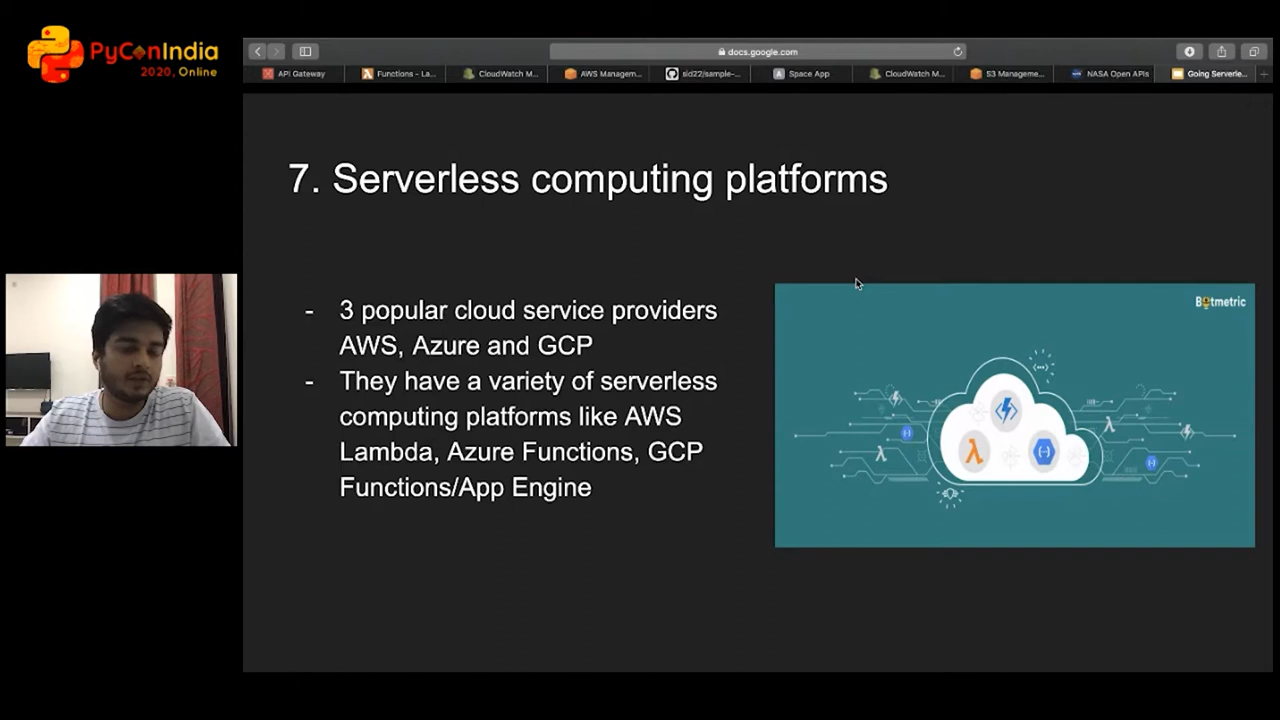 PyConIndia
2020, Online
docs.google.com
API Gateway
Functions - La...
CloudWatch M...
AWS Managem...
sid22/sample-...
Space App
CloudWatch M...
S3 Manageme...
NASA Open APIs
Going Serverle...
7. Serverless computing platforms
- 3 popular cloud service providers
AWS, Azure and GCP
- They have a variety of serverless
computing platforms like AWS
Lambda, Azure Functions, GCP
Functions/App Engine
Botmetric